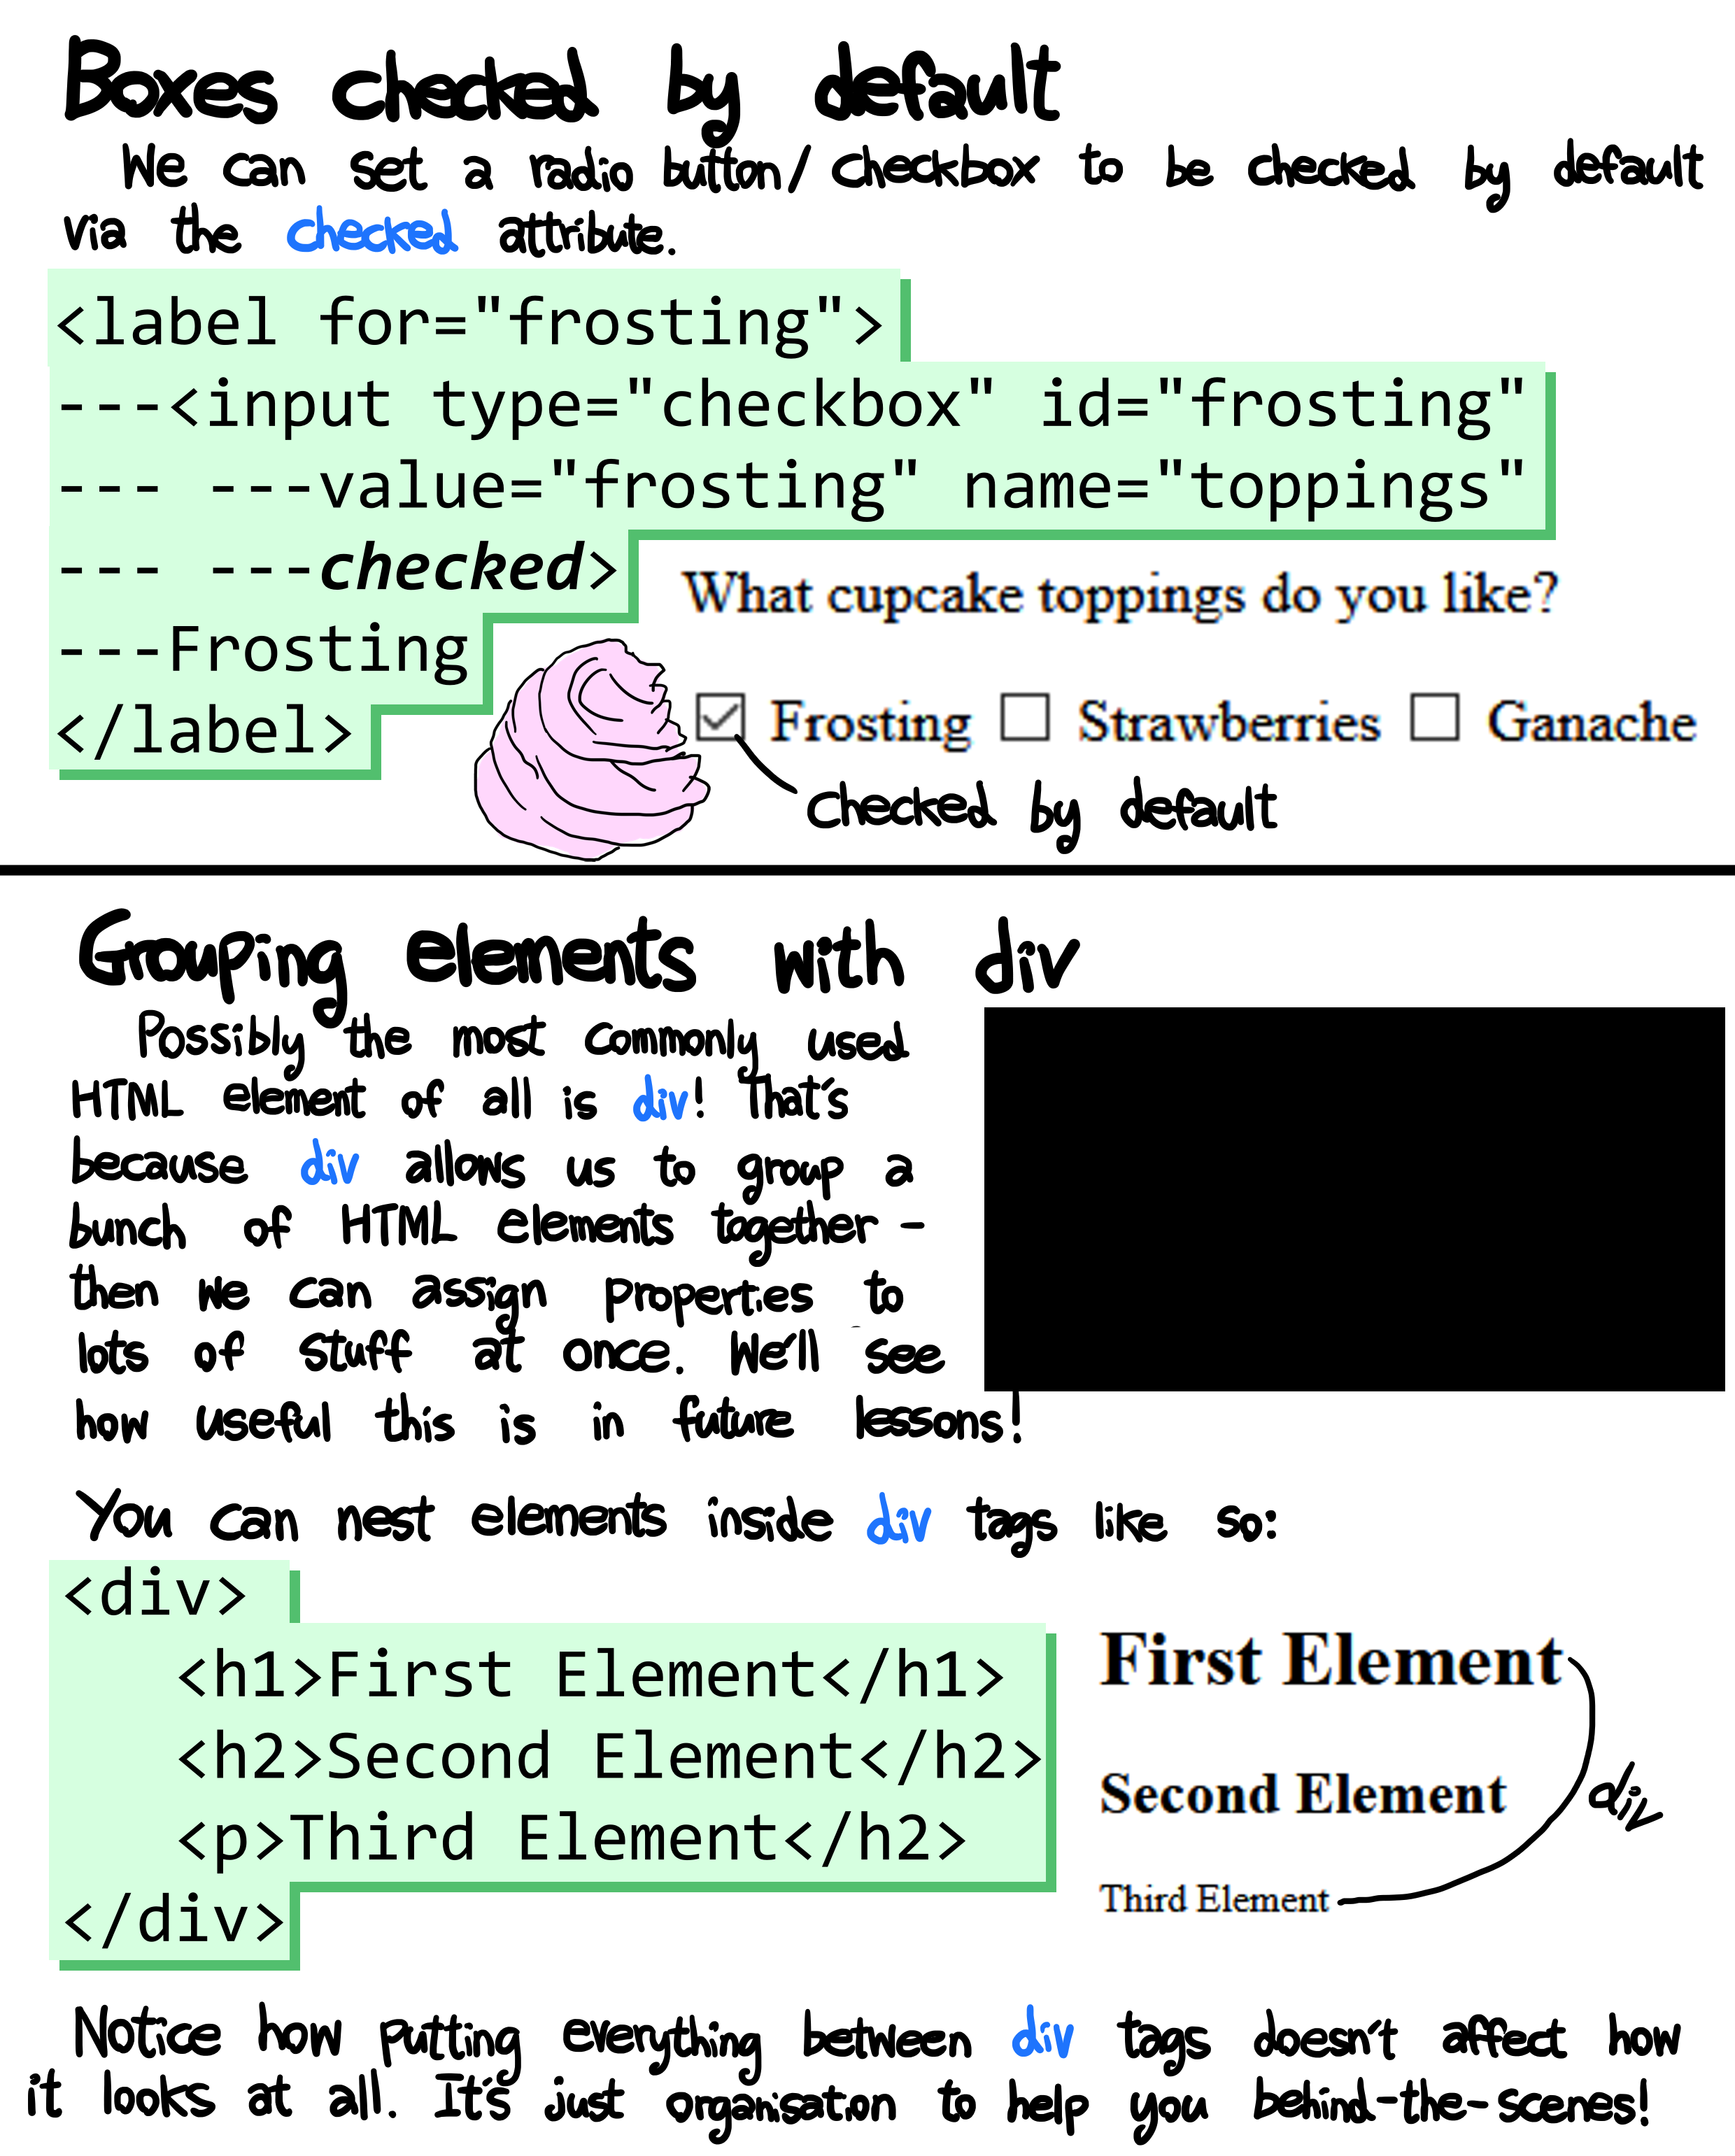 Boxes checked by default
We can set a radio button/checkbox to be checked by default
via the checked attribute.
<label for="frosting">
---<input type="checkbox" id="frosting"
--- ---value="frosting" name="toppings"
--- ---checked>
---Frosting
</label>
What cupcake toppings do you like?
Frosting Strawberries Ganache
Checked by default
Grouping elements with div
Possibly the most commonly used
HTML element of all is div! That's
because div allows us to group a
bunch of HTML elements together-
then we can assign properties to
lots of stuff at once. We'll see
how useful this is in future lessons!
You can nest elements inside div tags like so:
<div>
<h1>First Element</h1>
<h2>Second Element</h2>
<p>Third Element</h2>
</div>
First Element
Second Element
Third Element
div
Notice how putting everything between div tags doesn't affect how
it looks at all. It's just organisation to help you behind-the-scenes!